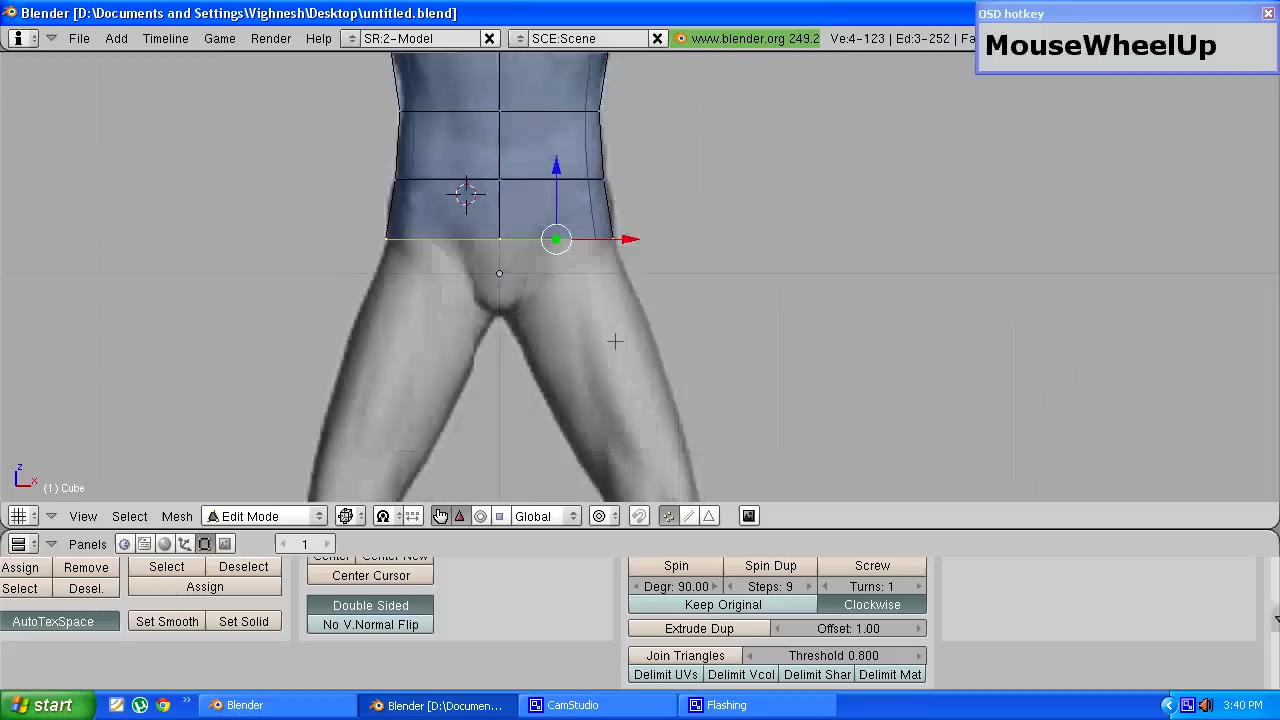 Blender [D:\Documents and Settings\Vighnesh\Desktop\untitled.blend]
OSD hotkey
MouseWheelUp
File Add Timeline Game Render Help SR:2-Model SCE:Scene www.blender.org 249.2 Ve:4-123 | Ed:3-252 | Fa
z
x
(1) Cube
View Select Mesh Edit Mode Global
Panels 1
Assign Remove Select Deselect Center Center New Spin Spin Dup Screw
Center Cursor
Select Desel. Assign Degr: 90.00 Steps: 9 Turns: 1
Double Sided Keep Original Clockwise
AutoTexSpace Set Smooth Set Solid No V.Normal Flip Extrude Dup Offset: 1.00
Join Triangles Threshold 0.800
Delimit UVs Delimit Vcol Delimit Shar Delimit Mat
start Blender Blender [D:\Documen... CamStudio Flashing 3:40 PM